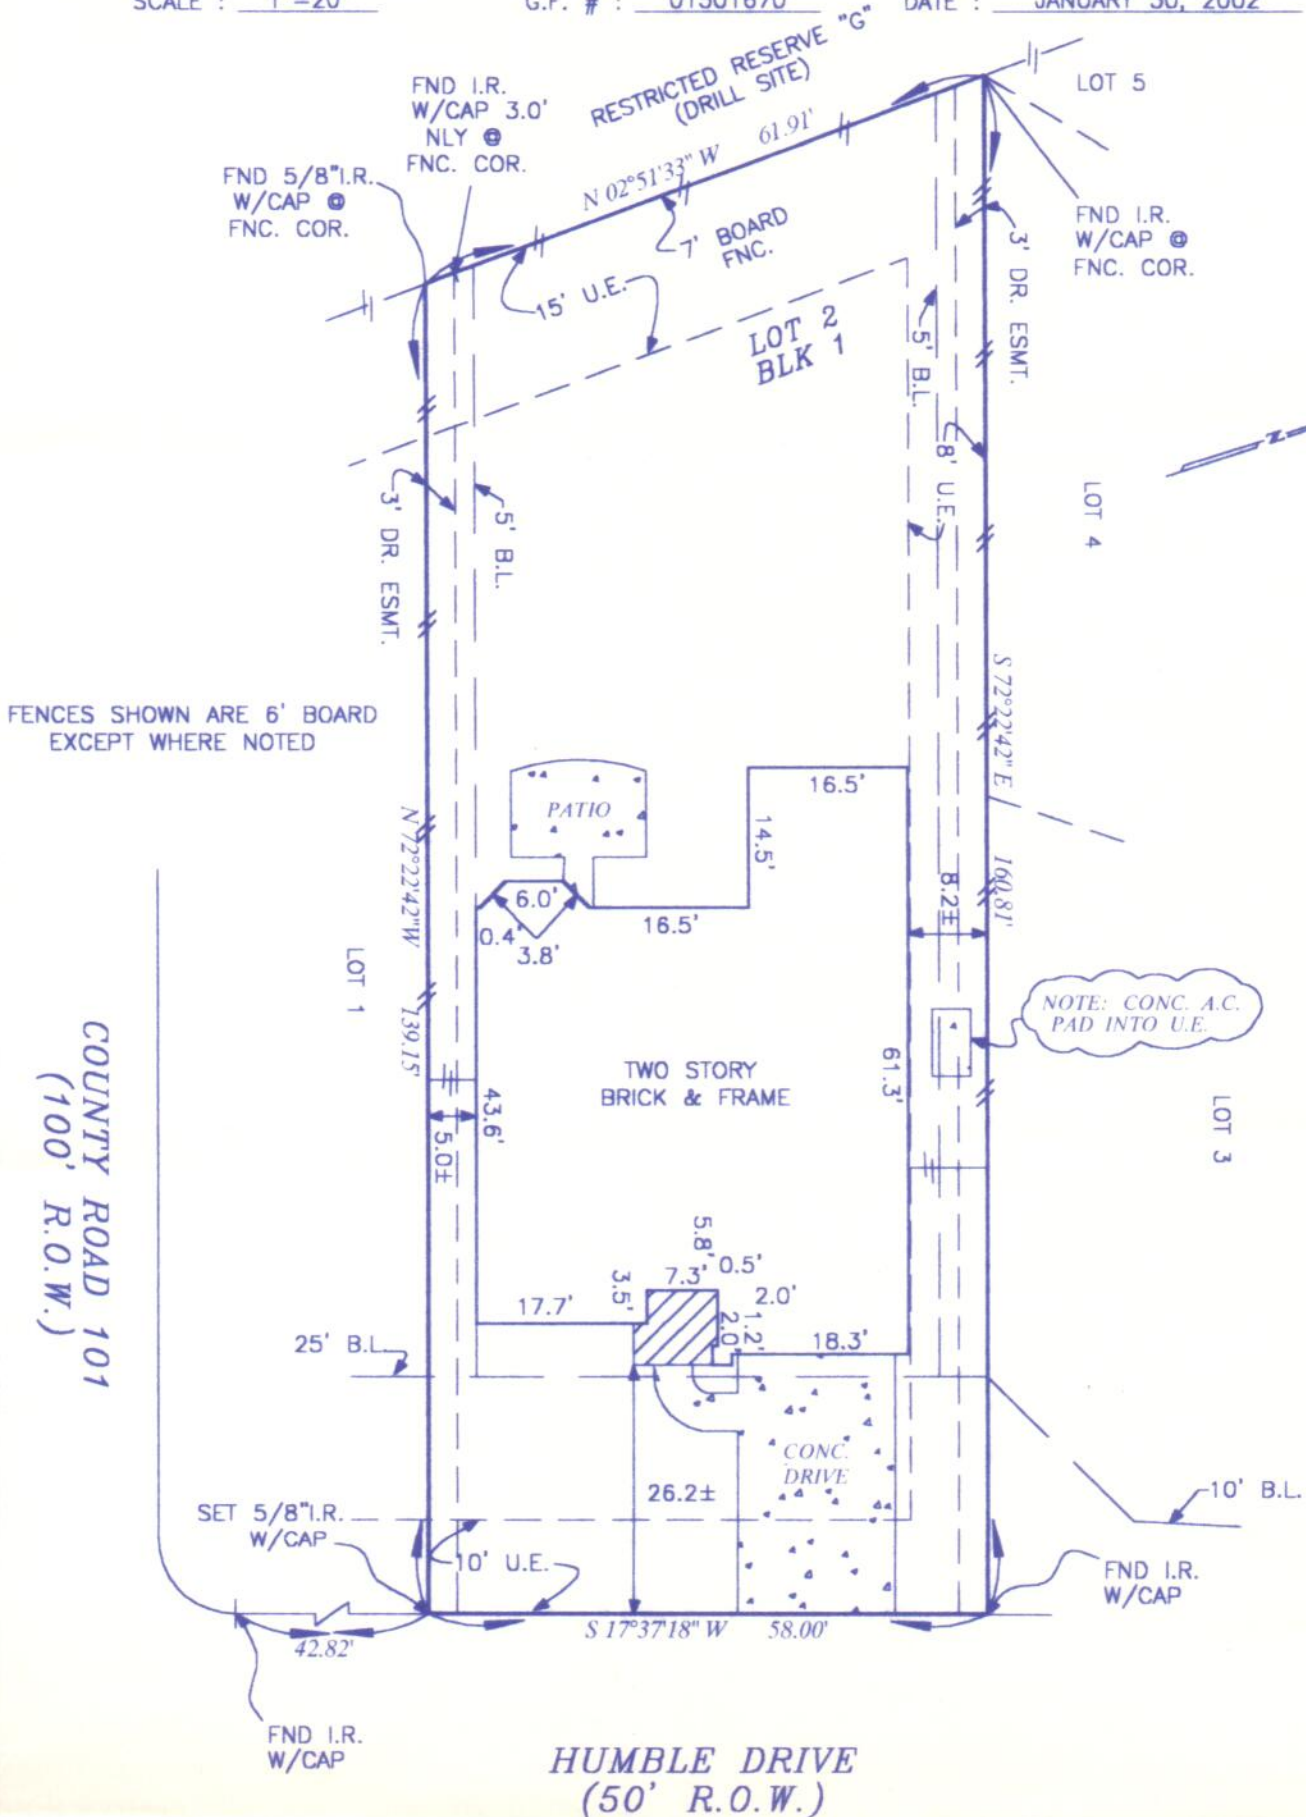 SCALE : 1"=20' G.F. # : 01301670 DATE : JANUARY 30, 2002
RESTRICTED RESERVE "G"
(DRILL SITE)
LOT 5
FND I.R.
W/CAP 3.0'
NLY @
FNC. COR.
FND 5/8"I.R.
W/CAP @
FNC. COR.
N 02°51'33" W 61.91'
7' BOARD
FNC.
FND I.R.
W/CAP @
FNC. COR.
3' DR. ESMT.
15' U.E.
LOT 2
BLK 1
5' B.L.
8' U.E.
LOT 4
3' DR. ESMT.
5' B.L.
S 72°22'42" E 160.81'
FENCES SHOWN ARE 6' BOARD
EXCEPT WHERE NOTED
PATIO
16.5'
14.5'
N 72°22'42"W 139.15'
6.0'
0.4'
3.8'
16.5'
8.2±
LOT 1
NOTE: CONC. A.C.
PAD INTO U.E.
COUNTY ROAD 101
(100' R.O.W.)
TWO STORY
BRICK & FRAME
61.3'
43.6'
5.0±
LOT 3
5.8'
0.5'
7.3'
3.5'
2.0'
1.2'
2.0'
17.7'
18.3'
25' B.L.
CONC.
DRIVE
26.2±
10' B.L.
SET 5/8"I.R.
W/CAP
10' U.E.
FND I.R.
W/CAP
S 17°37'18" W 58.00'
42.82'
FND I.R.
W/CAP
HUMBLE DRIVE
(50' R.O.W.)